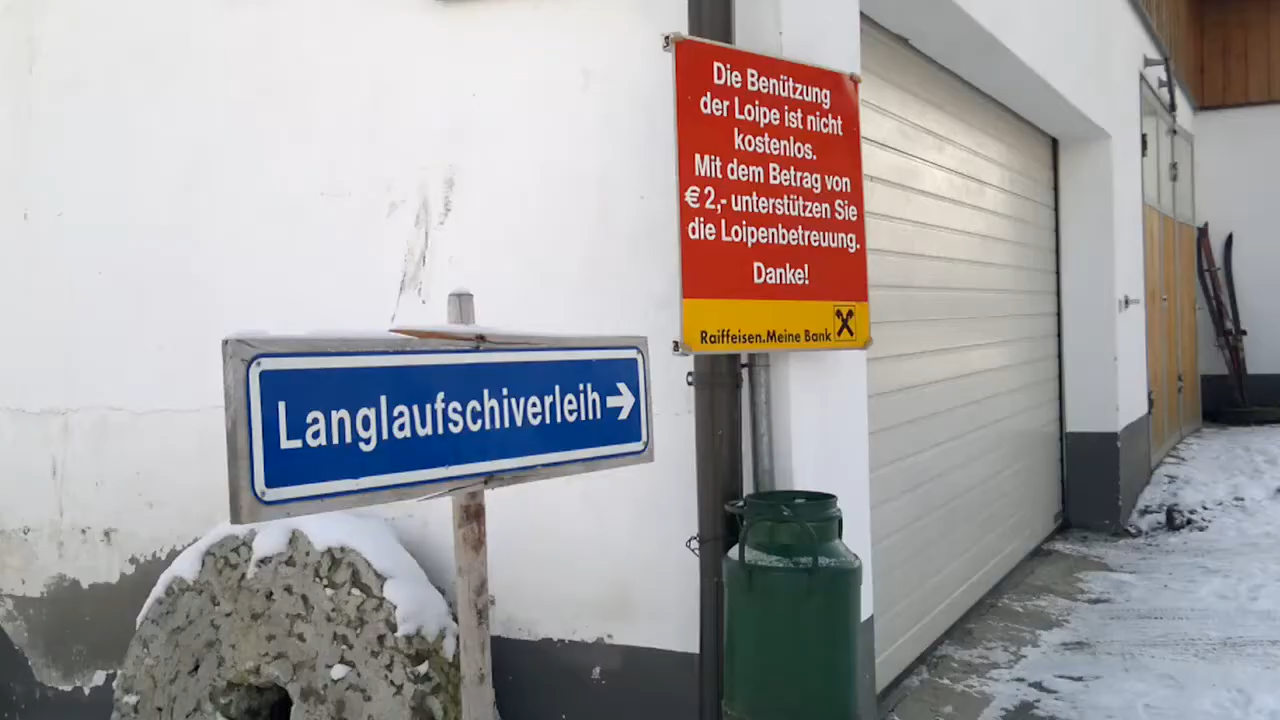 Die Benützung
der Loipe ist nicht
kostenlos.
Mit dem Betrag von
€ 2,- unterstützen Sie
die Loipenbetreuung.
Danke!
Raiffeisen.Meine Bank
Langlaufschiverleih→